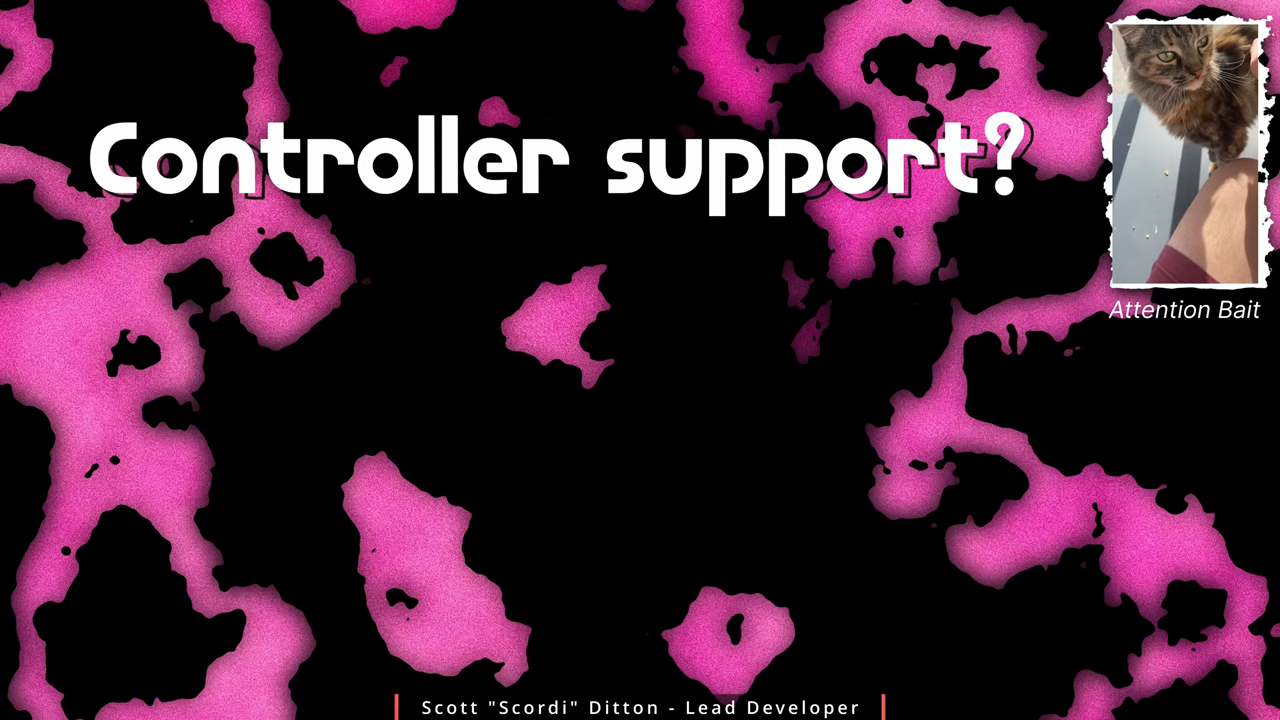 Controller support?
Attention Bait
Scott "Scordi" Ditton - Lead Developer